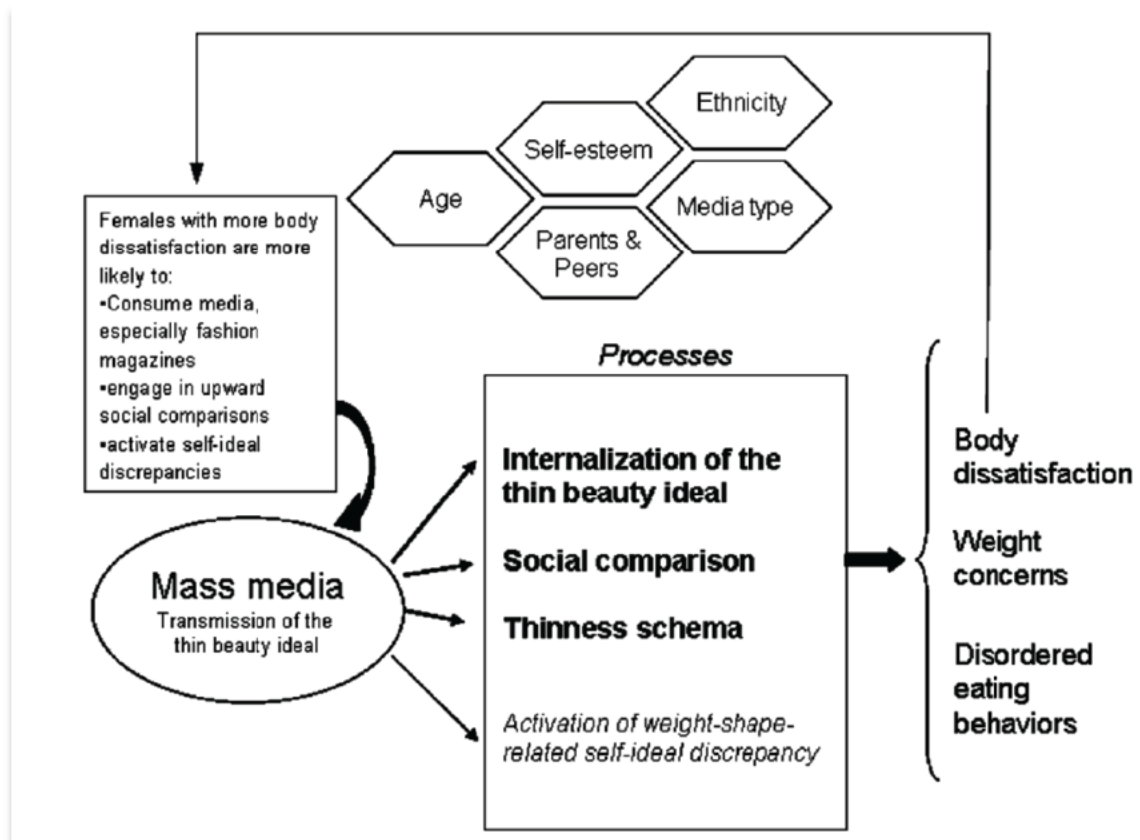 Ethnicity
Self-esteem
Age
Media type
Parents &
Peers
Females with more body
dissatisfaction are more
likely to:
•Consume media,
especially fashion
magazines
•engage in upward
social comparisons
•activate self-ideal
discrepancies
Mass media
Transmission of the
thin beauty ideal
Processes
Internalization of the
thin beauty ideal
Social comparison
Thinness schema
Activation of weight-shape-
related self-ideal discrepancy
Body
dissatisfaction
Weight
concerns
Disordered
eating
behaviors